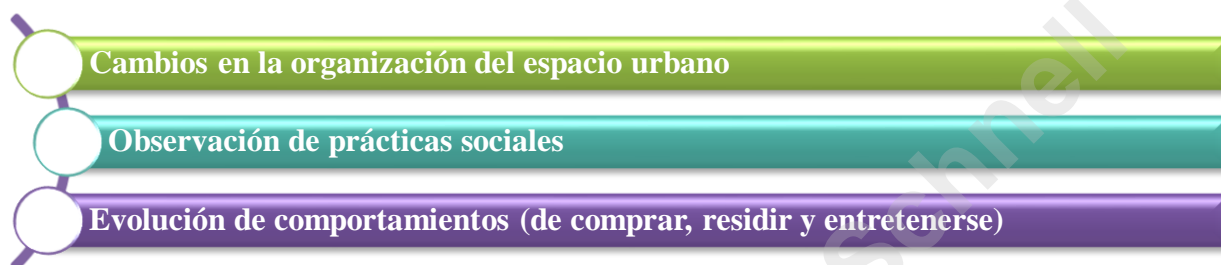 Cambios en la organización del espacio urbano
Observación de prácticas sociales
Evolución de comportamientos (de comprar, residir y entretenerse)
schnell